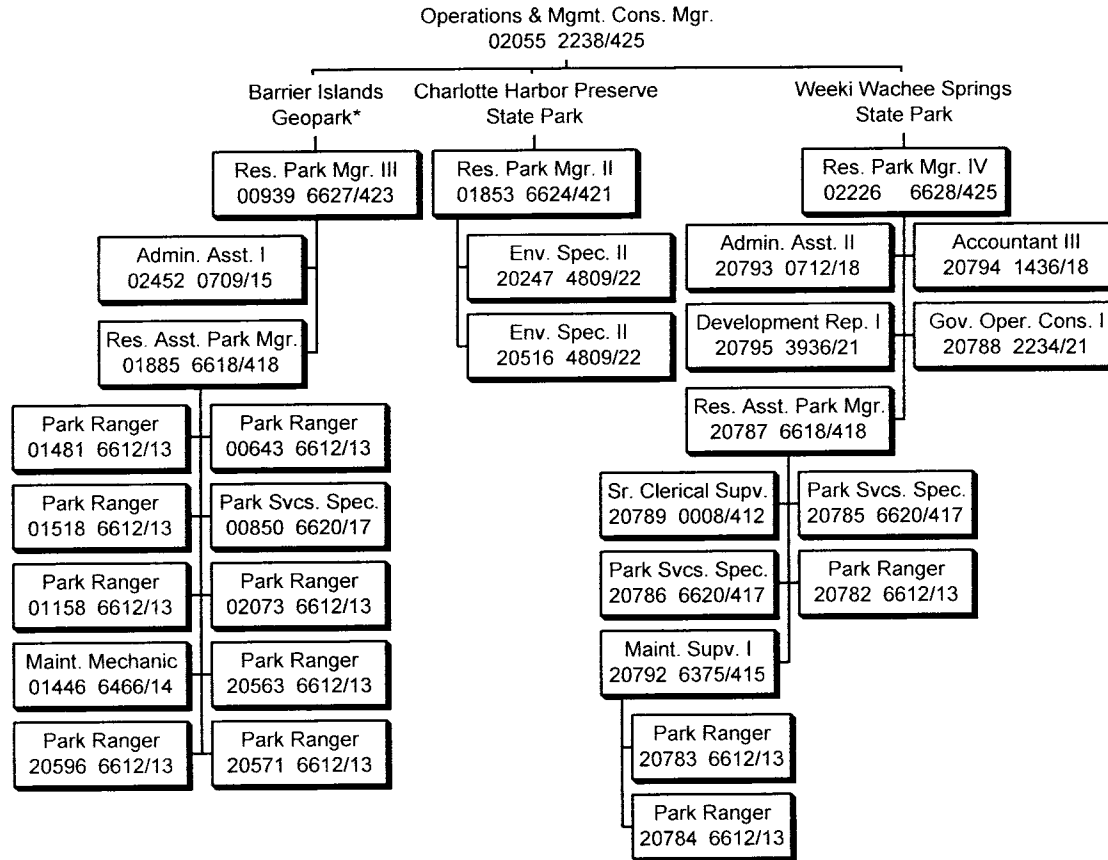 Operations & Mgmt. Cons. Mgr.
02055 2238/425
Barrier Islands
Geopark*
Charlotte Harbor Preserve
State Park
Weeki Wachee Springs
State Park
Res. Park Mgr. III
00939 6627/423
Res. Park Mgr. II
01853 6624/421
Res. Park Mgr. IV
02226 6628/425
Admin. Asst. I
02452 0709/15
Res. Asst. Park Mgr.
01885 6618/418
Park Ranger
01481 6612/13
Park Ranger
00643 6612/13
Park Ranger
01518 6612/13
Park Svcs. Spec.
00850 6620/17
Park Ranger
01158 6612/13
Park Ranger
02073 6612/13
Maint. Mechanic
01446 6466/14
Park Ranger
20563 6612/13
Park Ranger
20596 6612/13
Park Ranger
20571 6612/13
Env. Spec. II
20247 4809/22
Env. Spec. II
20516 4809/22
Admin. Asst. II
20793 0712/18
Accountant III
20794 1436/18
Development Rep. I
20795 3936/21
Gov. Oper. Cons. I
20788 2234/21
Res. Asst. Park Mgr.
20787 6618/418
Sr. Clerical Supv.
20789 0008/412
Park Svcs. Spec.
20785 6620/417
Park Svcs. Spec.
20786 6620/417
Park Ranger
20782 6612/13
Maint. Supv. I
20792 6375/415
Park Ranger
20783 6612/13
Park Ranger
20784 6612/13